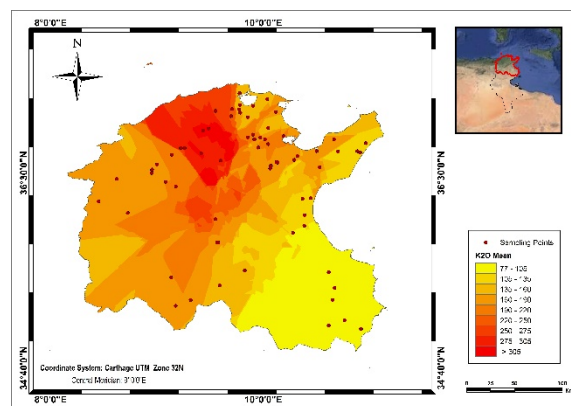 8°0'0"E
10°0'0"E
N
36°30'0"N
36°30'0"N
Sampling Points
K2O Mean
77 - 105
105 - 135
135 - 160
160 - 190
190 - 220
220 - 250
250 - 275
275 - 305
> 305
34°40'0"N
34°40'0"N
Coordinate System: Carthage UTM Zone 32N
Central Meridian: 9°0'0"E
8°0'0"E
10°0'0"E
0
25
50
100